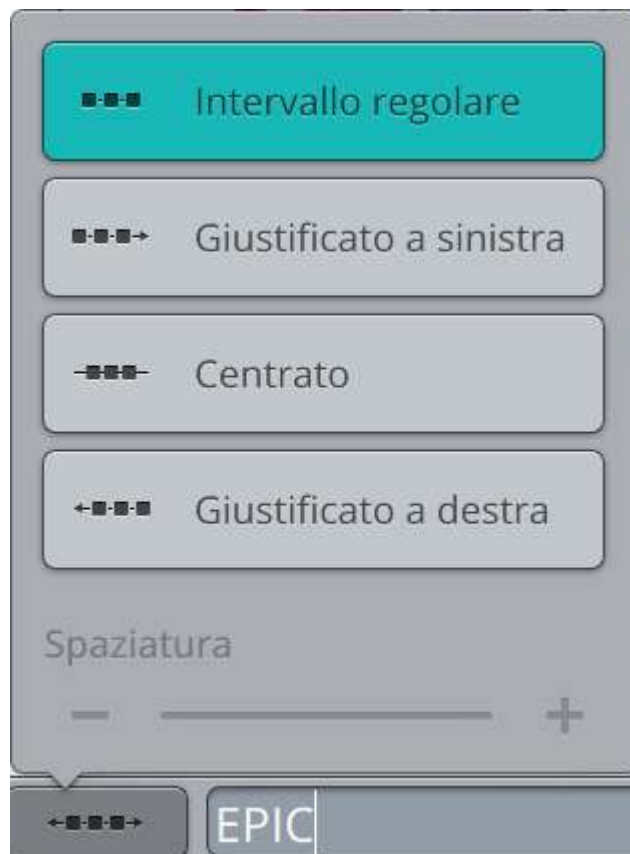 Intervallo regolare
Giustificato a sinistra
Centrato
Giustificato a destra
Spaziatura
EPIC